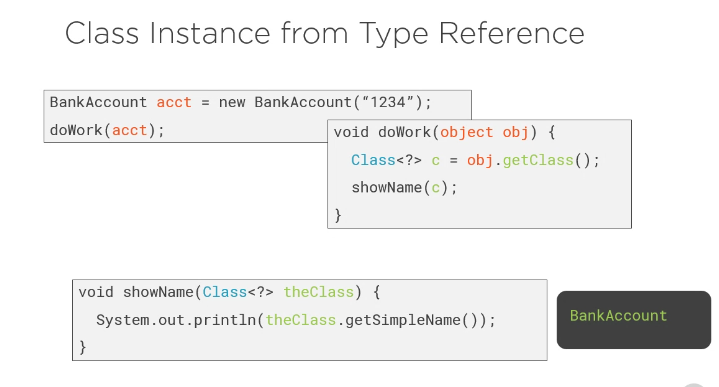 Class Instance from Type Reference
BankAccount acct = new BankAccount(“1234”);
doWork(acct);
void doWork(object obj) {
Class<?> c = obj.getClass();
showName(c);
}
void showName(Class<?> theClass) {
System.out.println(theClass.getSimpleName());
}
BankAccount